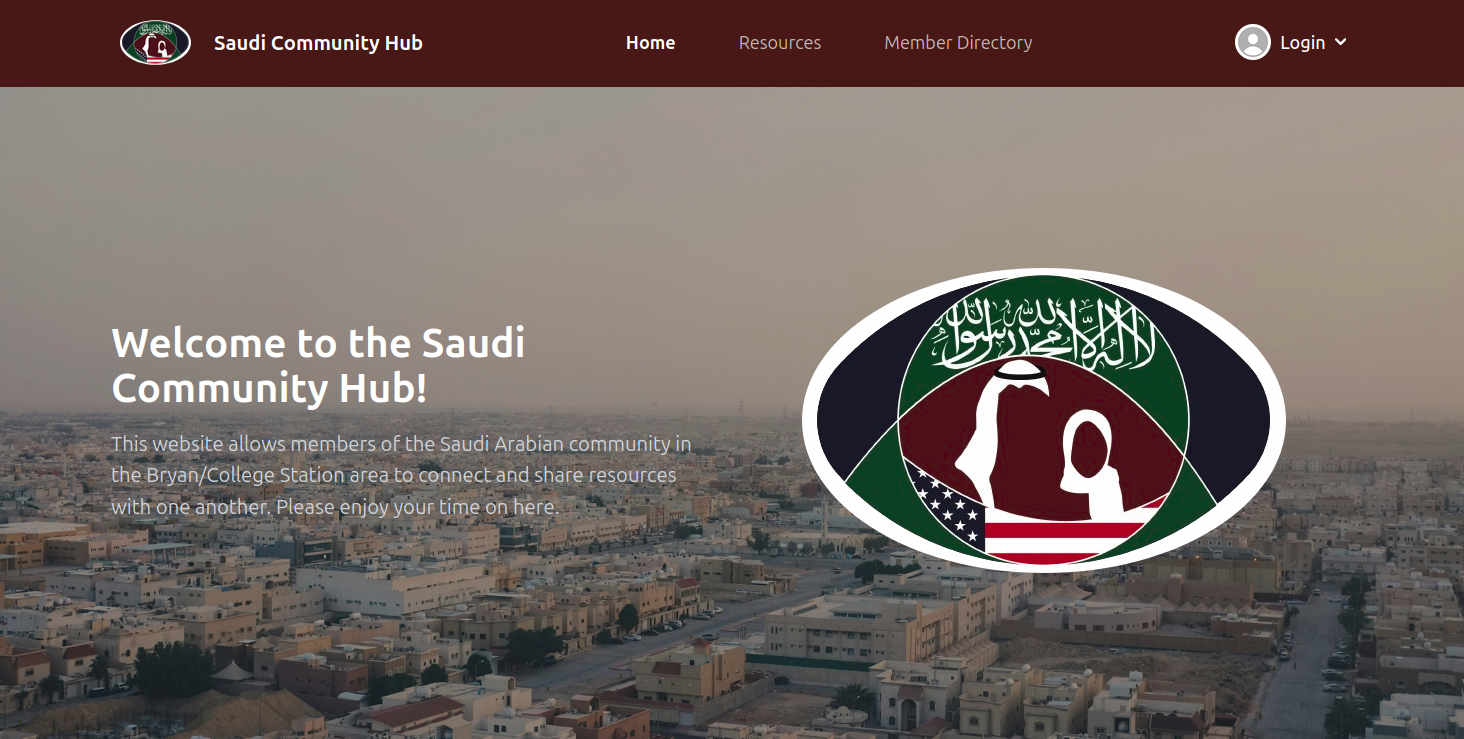 Saudi Community Hub
Home
Resources
Member Directory
Login
لا اله الا الله محمد رسول الله
Welcome to the Saudi
Community Hub!
This website allows members of the Saudi Arabian community in
the Bryan/College Station area to connect and share resources
with one another. Please enjoy your time on here.